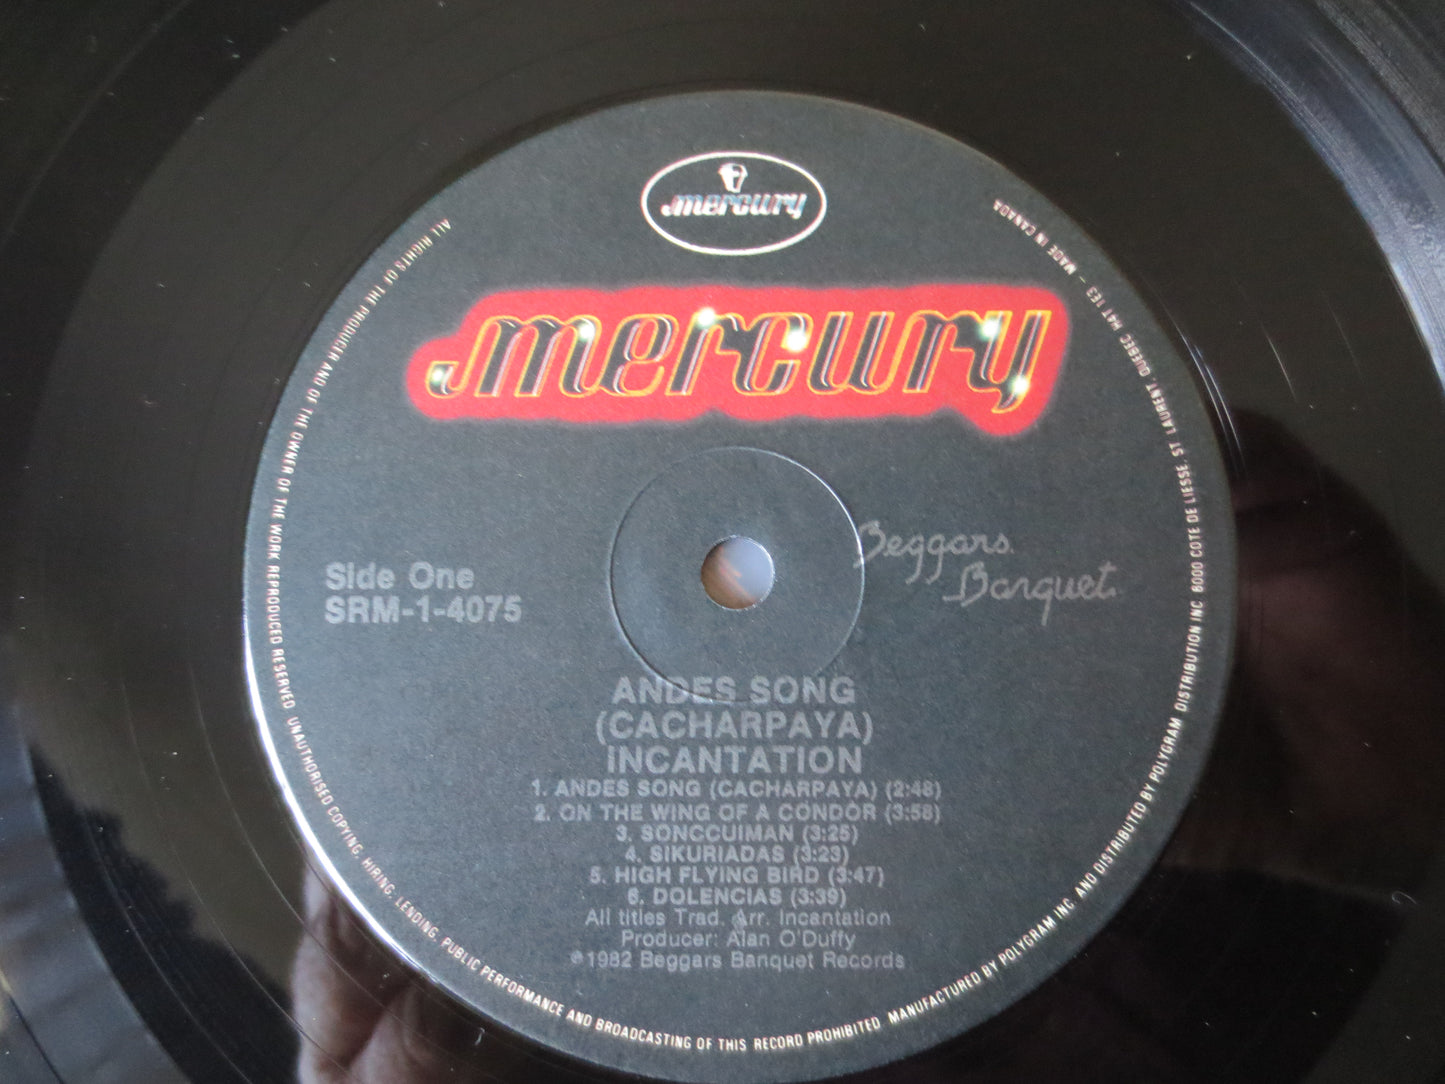 mercury
mercury
Beggars
Banquet
Side One
SRM-1-4075
ANDES SONG
(CACHARPAYA)
INCANTATION
1. ANDES SONG (CACHARPAYA) (2:48)
2. ON THE WING OF A CONDOR (3:58)
3. SONCCUIMAN (3:25)
4. SIKURIADAS (3:23)
5. HIGH FLYING BIRD (3:47)
6. DOLENCIAS (3:39)
All titles Trad. Arr. Incantation
Producer: Alan O'Duffy
℗1982 Beggars Banquet Records
ALL RIGHTS OF THE PRODUCER AND OF THE OWNER OF THE WORK REPRODUCED RESERVED. UNAUTHORISED COPYING, HIRING, LENDING, PUBLIC PERFORMANCE AND BROADCASTING OF THIS RECORD PROHIBITED. MANUFACTURED BY POLYGRAM INC. AND DISTRIBUTED BY POLYGRAM DISTRIBUTION INC. 6000 COTE DE LIESSE, ST. LAURENT, QUEBEC, H4T 1E3 – MADE IN CANADA